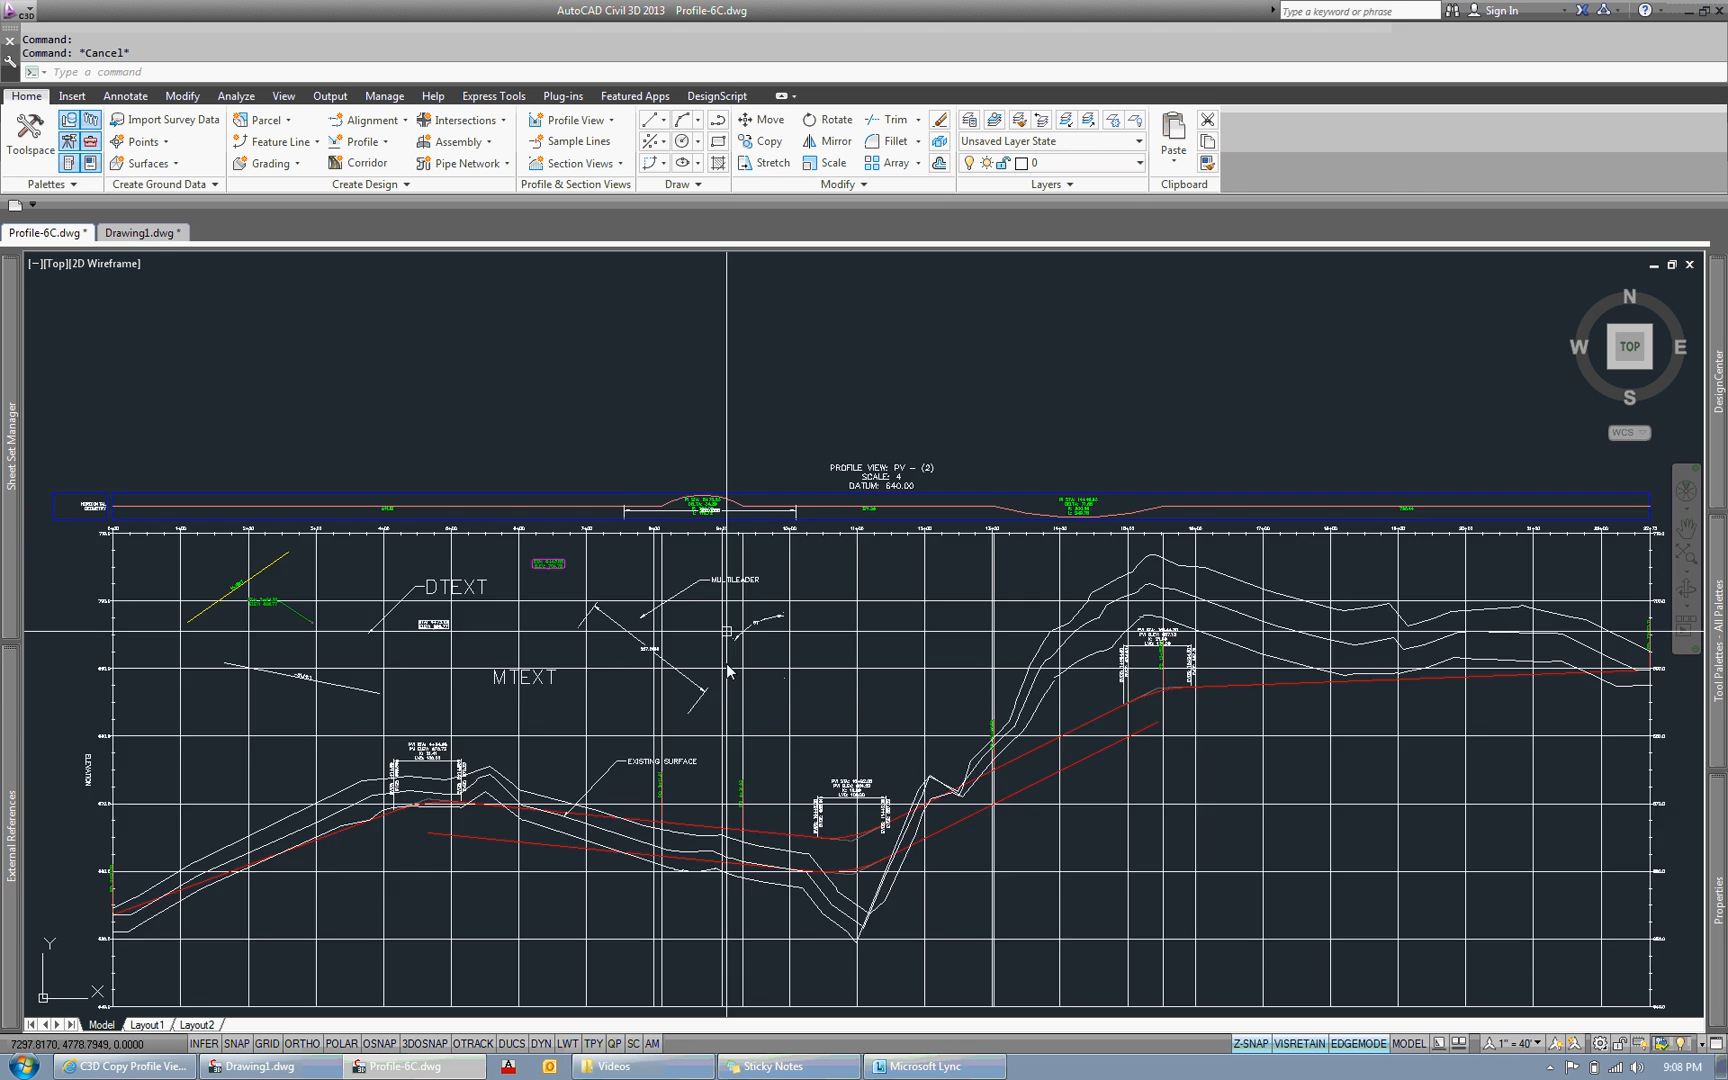 C3D
AutoCAD Civil 3D 2013 Profile-6C.dwg
Type a keyword or phrase
Sign In
Command:
Command: *Cancel*
Type a command
Home Insert Annotate Modify Analyze View Output Manage Help Express Tools Plug-ins Featured Apps DesignScript
Toolspace
Import Survey Data
Points
Surfaces
Parcel
Feature Line
Grading
Alignment
Profile
Corridor
Intersections
Assembly
Pipe Network
Profile View
Sample Lines
Section Views
Move
Copy
Stretch
Rotate
Mirror
Scale
Trim
Fillet
Array
Unsaved Layer State
0
Paste
Palettes Create Ground Data Create Design Profile & Section Views Draw Modify Layers Clipboard
Profile-6C.dwg * Drawing1.dwg *
[−][Top][2D Wireframe]
N
W TOP E
S
WCS
Sheet Set Manager
External References
DesignCenter
Tool Palettes - All Palettes
Properties
PROFILE VIEW: PV - (2)
SCALE: 4
DATUM: 640.00
HORIZONTAL
GEOMETRY
DTEXT
MULTILEADER
MTEXT
EXISTING SURFACE
ELEVATION
Y
X
Model Layout1 Layout2
7297.8170, 4778.7949, 0.0000
INFER SNAP GRID ORTHO POLAR OSNAP 3DOSNAP OTRACK DUCS DYN LWT TPY QP SC AM
Z-SNAP VISRETAIN EDGEMODE MODEL 1" = 40'
C3D Copy Profile Vie...
Drawing1.dwg
Profile-6C.dwg
Videos
Sticky Notes
Microsoft Lync
9:08 PM